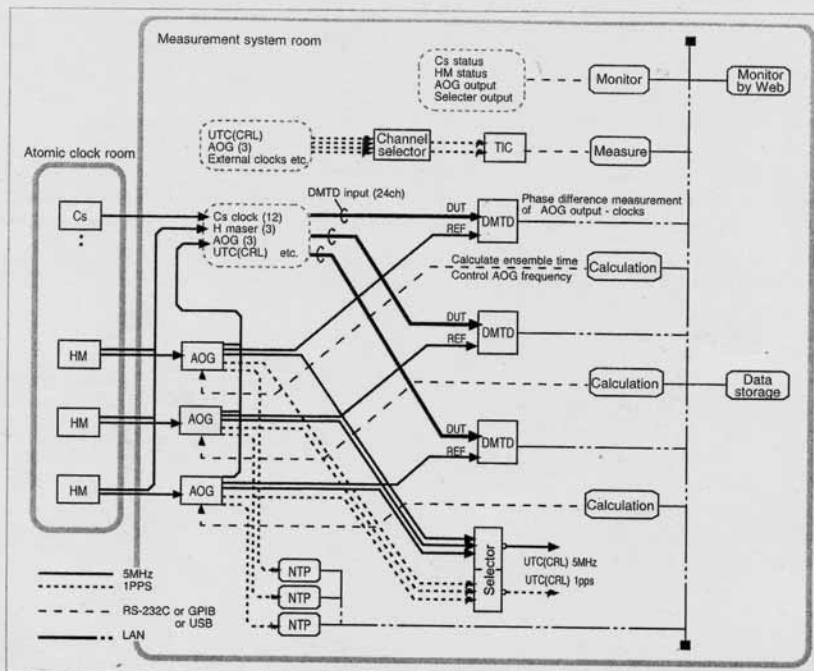 Measurement system room
Cs status
HM status
AOG output
Selecter output
Monitor
Monitor
by Web
UTC(CRL)
AOG (3)
External clocks etc.
Channel
selector
TIC
Measure
Atomic clock room
Cs
DMTD input (24ch)
Cs clock (12)
H maser (3)
AOG (3)
UTC(CRL) etc.
DUT
REF
DMTD
Phase difference measurement
of AOG output - clocks
Calculate ensemble time
Control AOG frequency
Calculation
DUT
REF
DMTD
HM
AOG
Calculation
Data
storage
HM
AOG
DUT
REF
DMTD
HM
AOG
Calculation
Selector
UTC(CRL) 5MHz
UTC(CRL) 1pps
NTP
NTP
NTP
5MHz
1PPS
RS-232C or GPIB
or USB
LAN